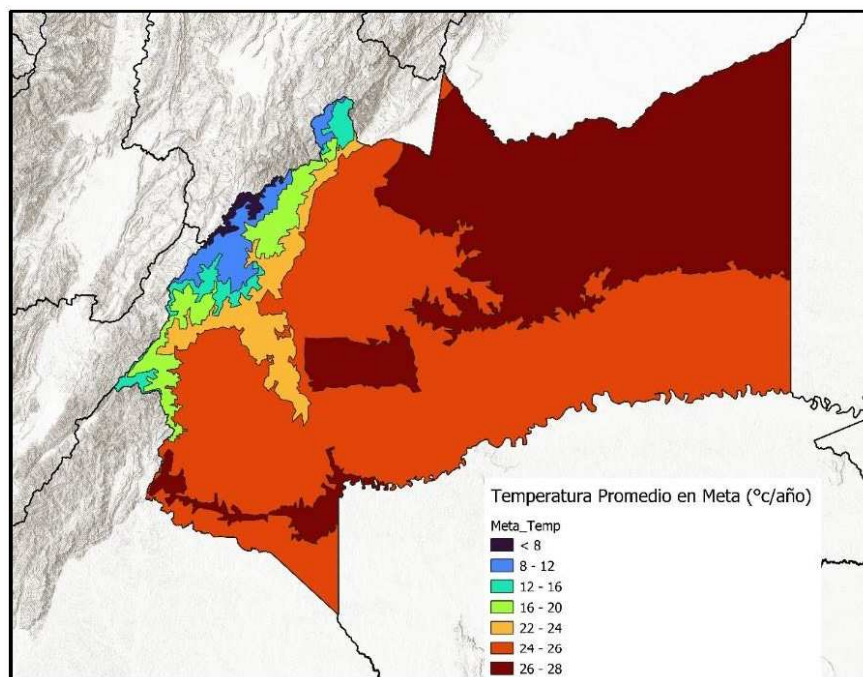 Temperatura Promedio en Meta (°c/año)
Meta_Temp
< 8
8 - 12
12 - 16
16 - 20
22 - 24
24 - 26
26 - 28